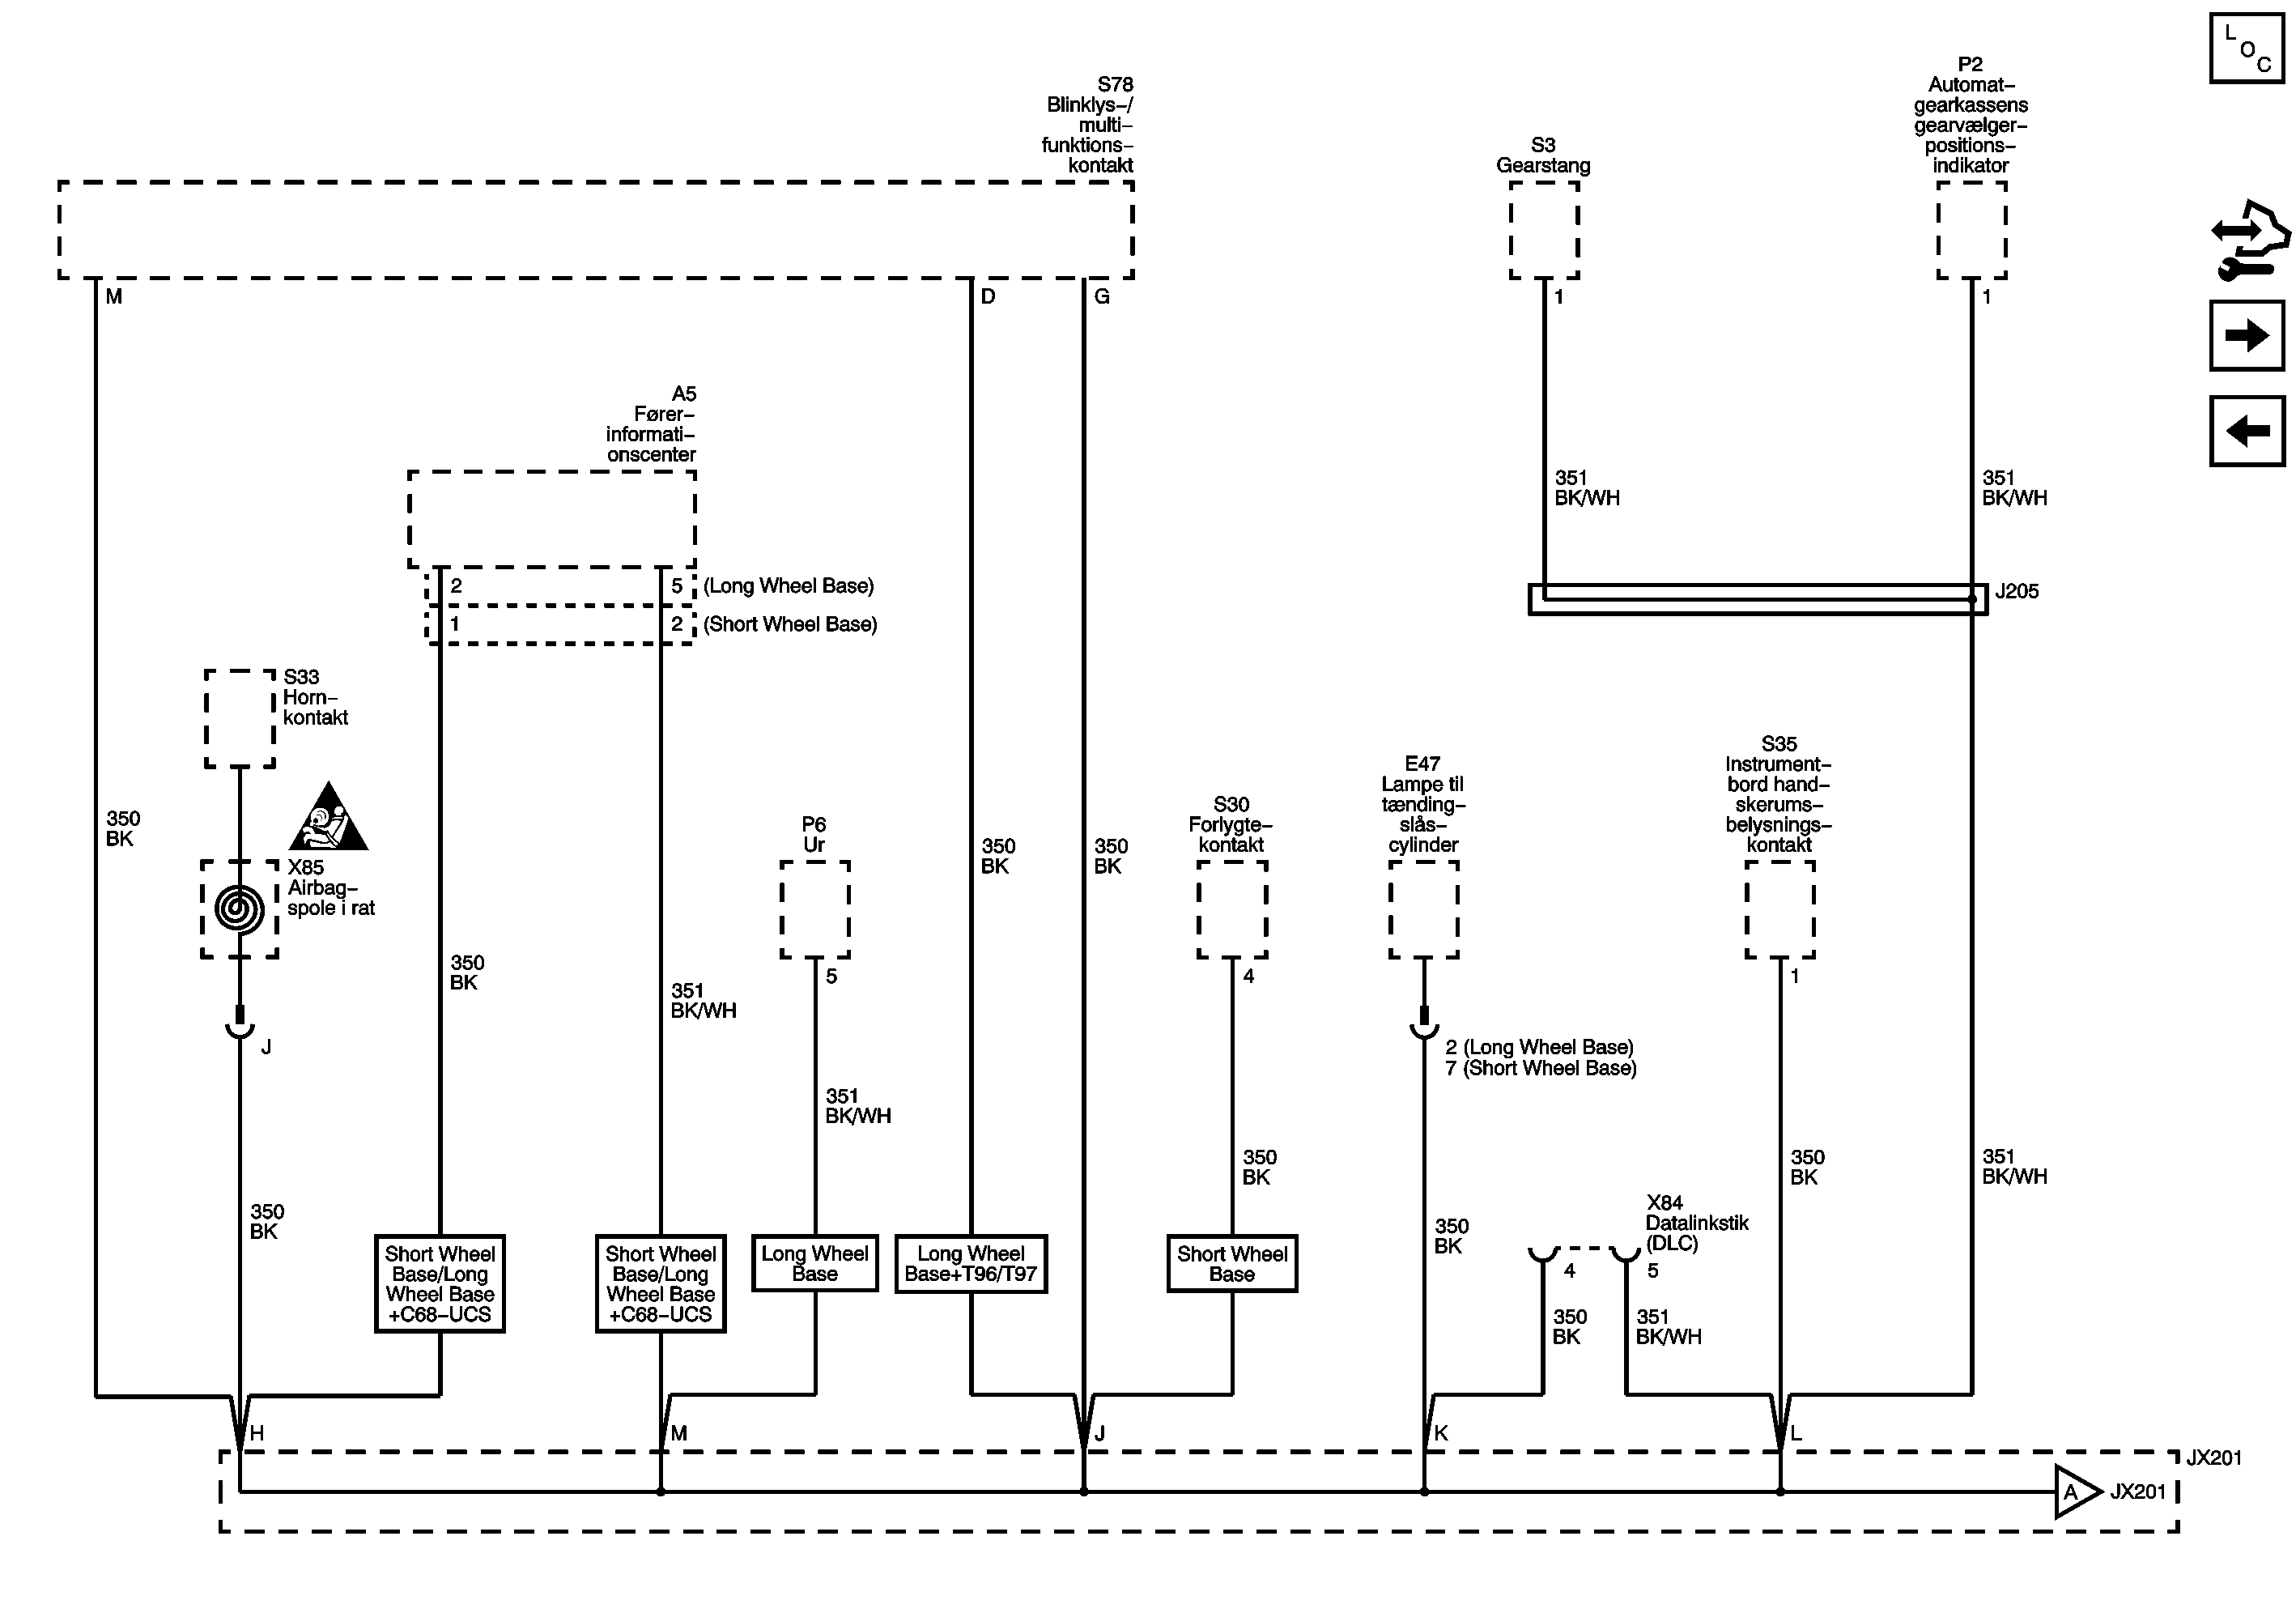 L
O
C
S78
Blinklys–/
multi–
funktions–
kontakt
S3
Gearstang
P2
Automat–
gearkassens
gearvælger–
positions–
indikator
M
D
G
1
1
A5
Fører–
informati–
onscenter
351
BK/WH
351
BK/WH
2
5
(Long Wheel Base)
1
2
(Short Wheel Base)
J205
S33
Horn–
kontakt
350
BK
X85
Airbag–
spole i rat
J
350
BK
350
BK
351
BK/WH
P6
Ur
5
351
BK/WH
350
BK
350
BK
S30
Forlygte–
kontakt
4
350
BK
E47
Lampe til
tænding–
slås–
cylinder
2 (Long Wheel Base)
7 (Short Wheel Base)
350
BK
S35
Instrument–
bord hand–
skerums–
belysnings–
kontakt
1
350
BK
351
BK/WH
X84
Datalinkstik
(DLC)
4
5
350
BK
351
BK/WH
Short Wheel
Base/Long
Wheel Base
+C68–UCS
Short Wheel
Base/Long
Wheel Base
+C68–UCS
Long Wheel
Base
Long Wheel
Base+T96/T97
Short Wheel
Base
H
M
J
K
L
JX201
A
JX201